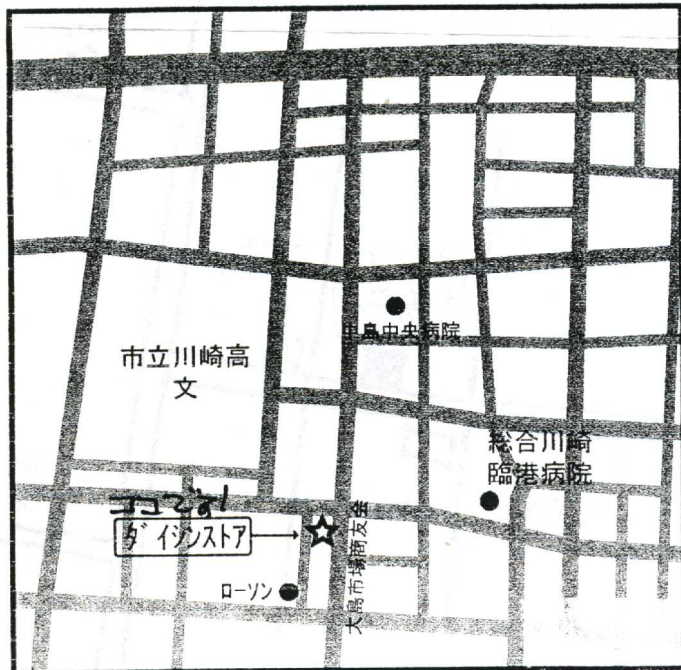 中島中央病院
市立川崎高
文
総合川崎
臨港病院
ココです!
ダイシンストア
大島市場商友会
ローソン